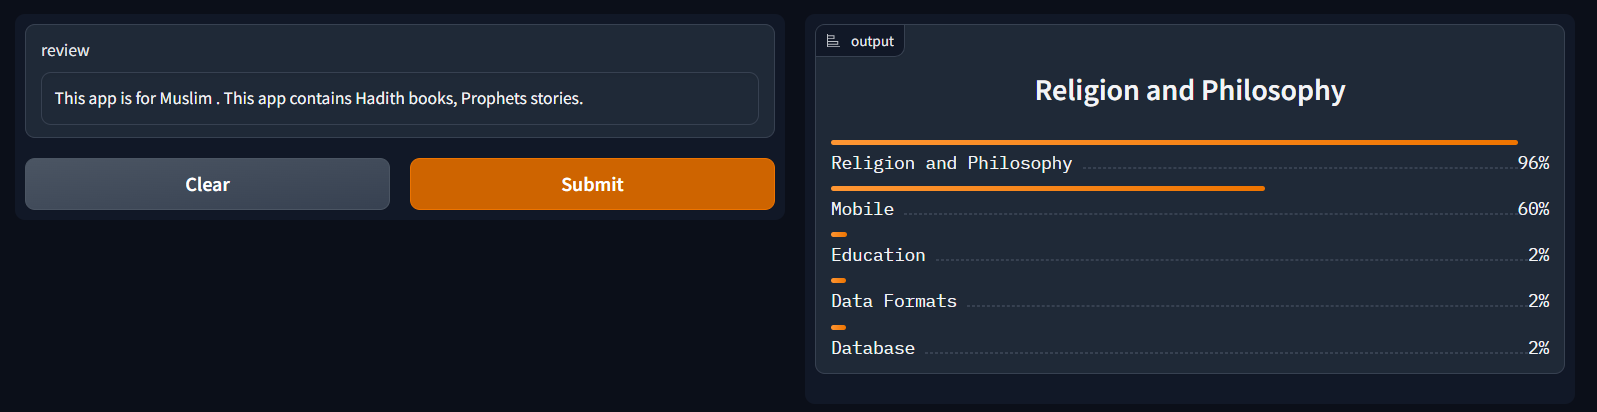 review
This app is for Muslim . This app contains Hadith books, Prophets stories.
Clear
Submit
output
Religion and Philosophy
Religion and Philosophy 96%
Mobile 60%
Education 2%
Data Formats 2%
Database 2%